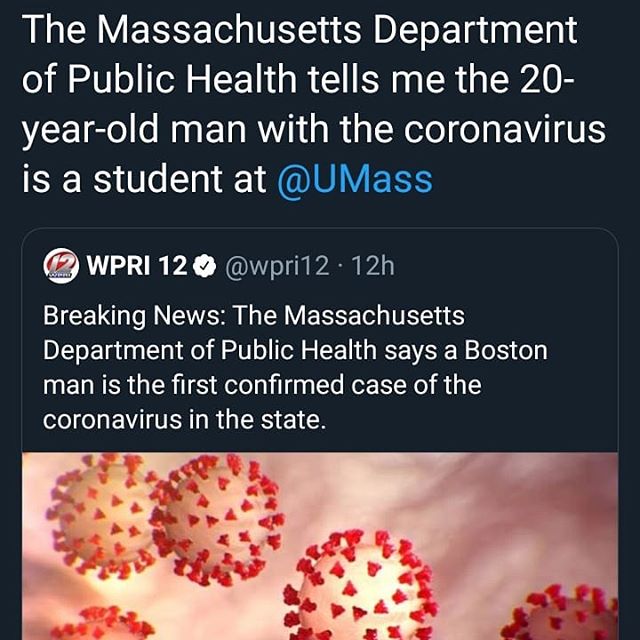 The Massachusetts Department
of Public Health tells me the 20-
year-old man with the coronavirus
is a student at @UMass
12 WPRI 12 @wpri12 · 12h
Breaking News: The Massachusetts
Department of Public Health says a Boston
man is the first confirmed case of the
coronavirus in the state.